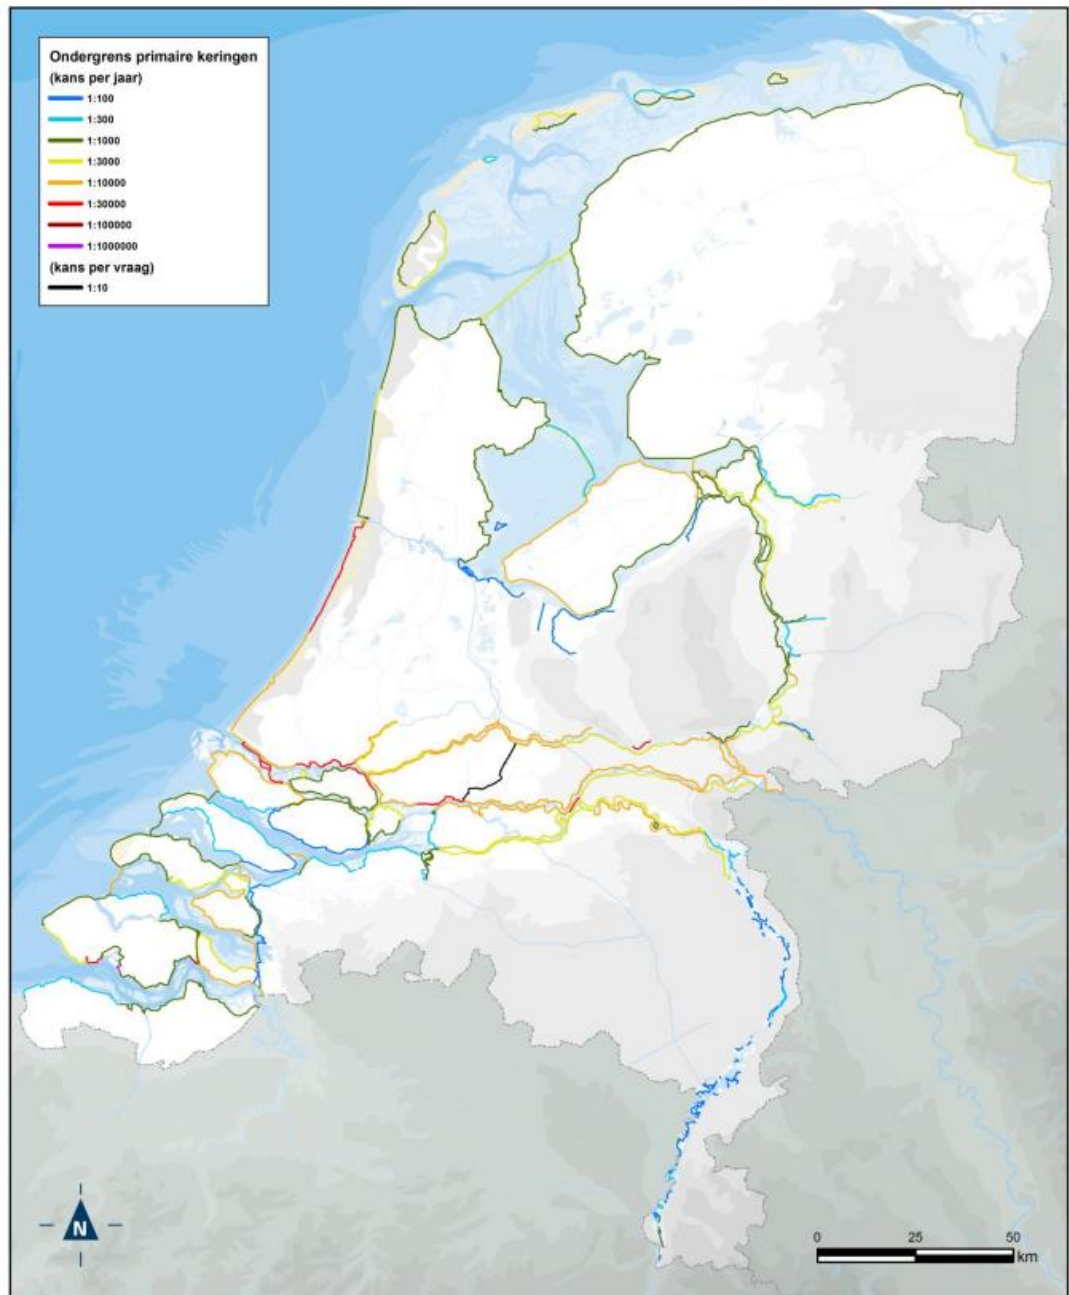 Ondergrens primaire keringen
(kans per jaar)
1:100
1:300
1:1000
1:3000
1:10000
1:30000
1:100000
1:1000000
(kans per vraag)
1:10
N
0 25 50
km